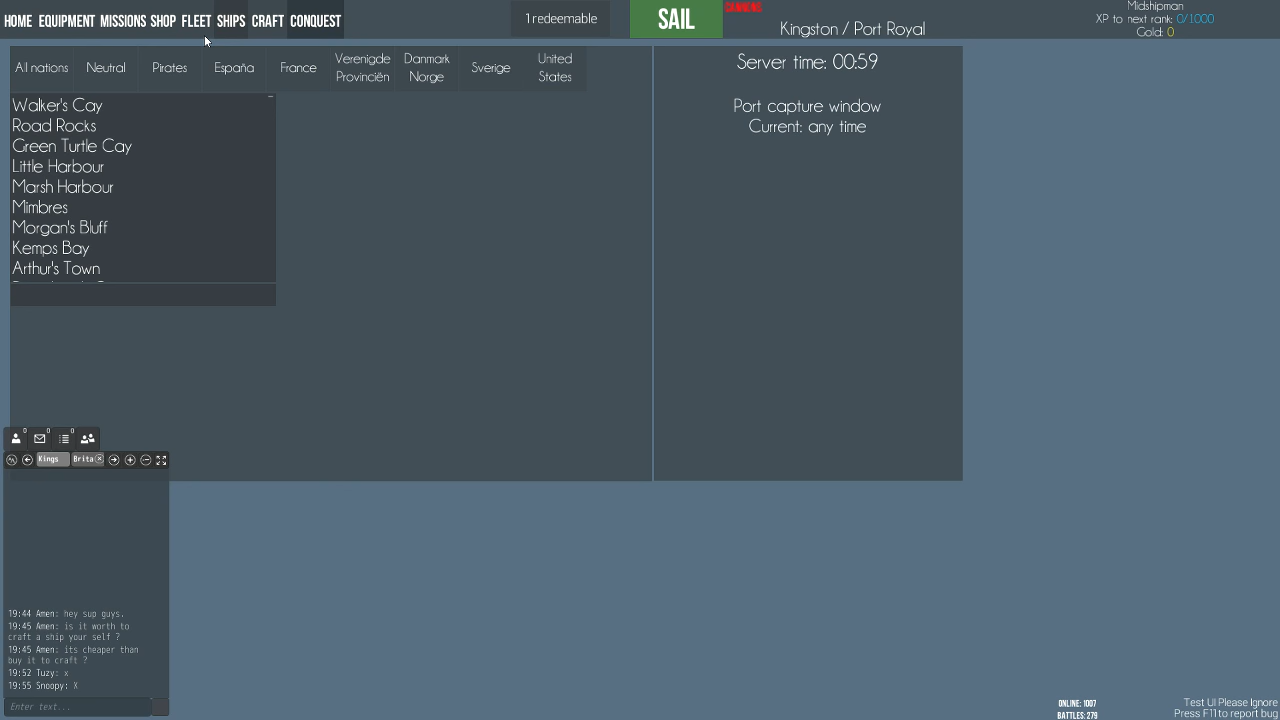 HOME EQUIPMENT MISSIONS SHOP FLEET SHIPS CRAFT CONQUEST
1 redeemable
SAIL
Kingston / Port Royal
Midshipman
XP to next rank: 0/1000
Gold: 0
All nations
Neutral
Pirates
España
France
Verenigde
Provinciën
Danmark
Norge
Sverige
United
States
Server time: 00:59
Port capture window
Current: any time
Walker's Cay
Road Rocks
Green Turtle Cay
Little Harbour
Marsh Harbour
Mimbres
Morgan's Bluff
Kemps Bay
Arthur's Town
0 0 0
Kings Brita
19:44 Amen: hey sup guys.
19:45 Amen: is it worth to
craft a ship your self ?
19:45 Amen: its cheaper than
buy it to craft ?
19:52 Tuzy: x
19:55 Snoopy: X
Enter text...
ONLINE: 1007
BATTLES: 279
Test UI Please Ignore
Press F11 to report bug